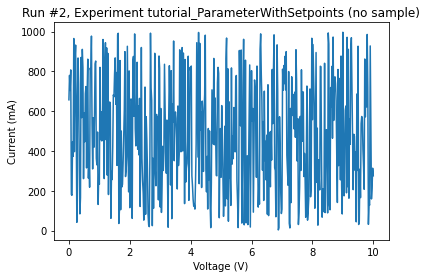 Run #2, Experiment tutorial_ParameterWithSetpoints (no sample)
1000
800
600
400
200
0
Current (mA)
0 2 4 6 8 10
Voltage (V)